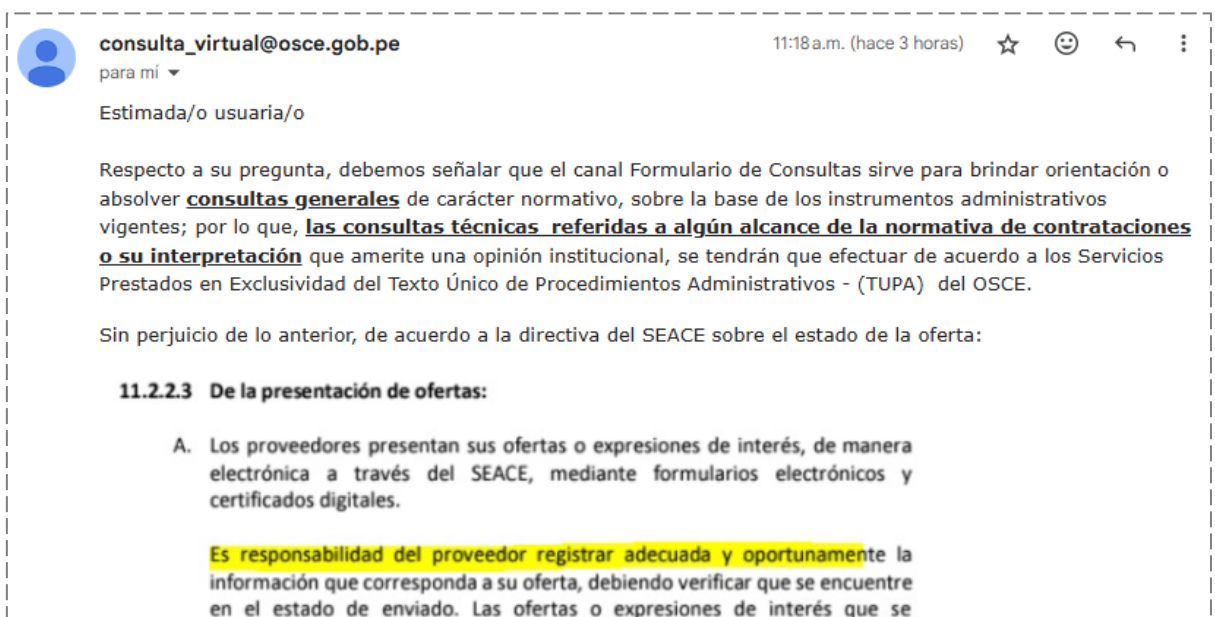 consulta_virtual@osce.gob.pe
11:18 a.m. (hace 3 horas)
para mí
Estimada/o usuaria/o
Respecto a su pregunta, debemos señalar que el canal Formulario de Consultas sirve para brindar orientación o
absolver consultas generales de carácter normativo, sobre la base de los instrumentos administrativos
vigentes; por lo que, las consultas técnicas referidas a algún alcance de la normativa de contrataciones
o su interpretación que amerite una opinión institucional, se tendrán que efectuar de acuerdo a los Servicios
Prestados en Exclusividad del Texto Único de Procedimientos Administrativos - (TUPA) del OSCE.
Sin perjuicio de lo anterior, de acuerdo a la directiva del SEACE sobre el estado de la oferta:
11.2.2.3 De la presentación de ofertas:
A. Los proveedores presentan sus ofertas o expresiones de interés, de manera
electrónica a través del SEACE, mediante formularios electrónicos y
certificados digitales.
Es responsabilidad del proveedor registrar adecuada y oportunamente la
información que corresponda a su oferta, debiendo verificar que se encuentre
en el estado de enviado. Las ofertas o expresiones de interés que se